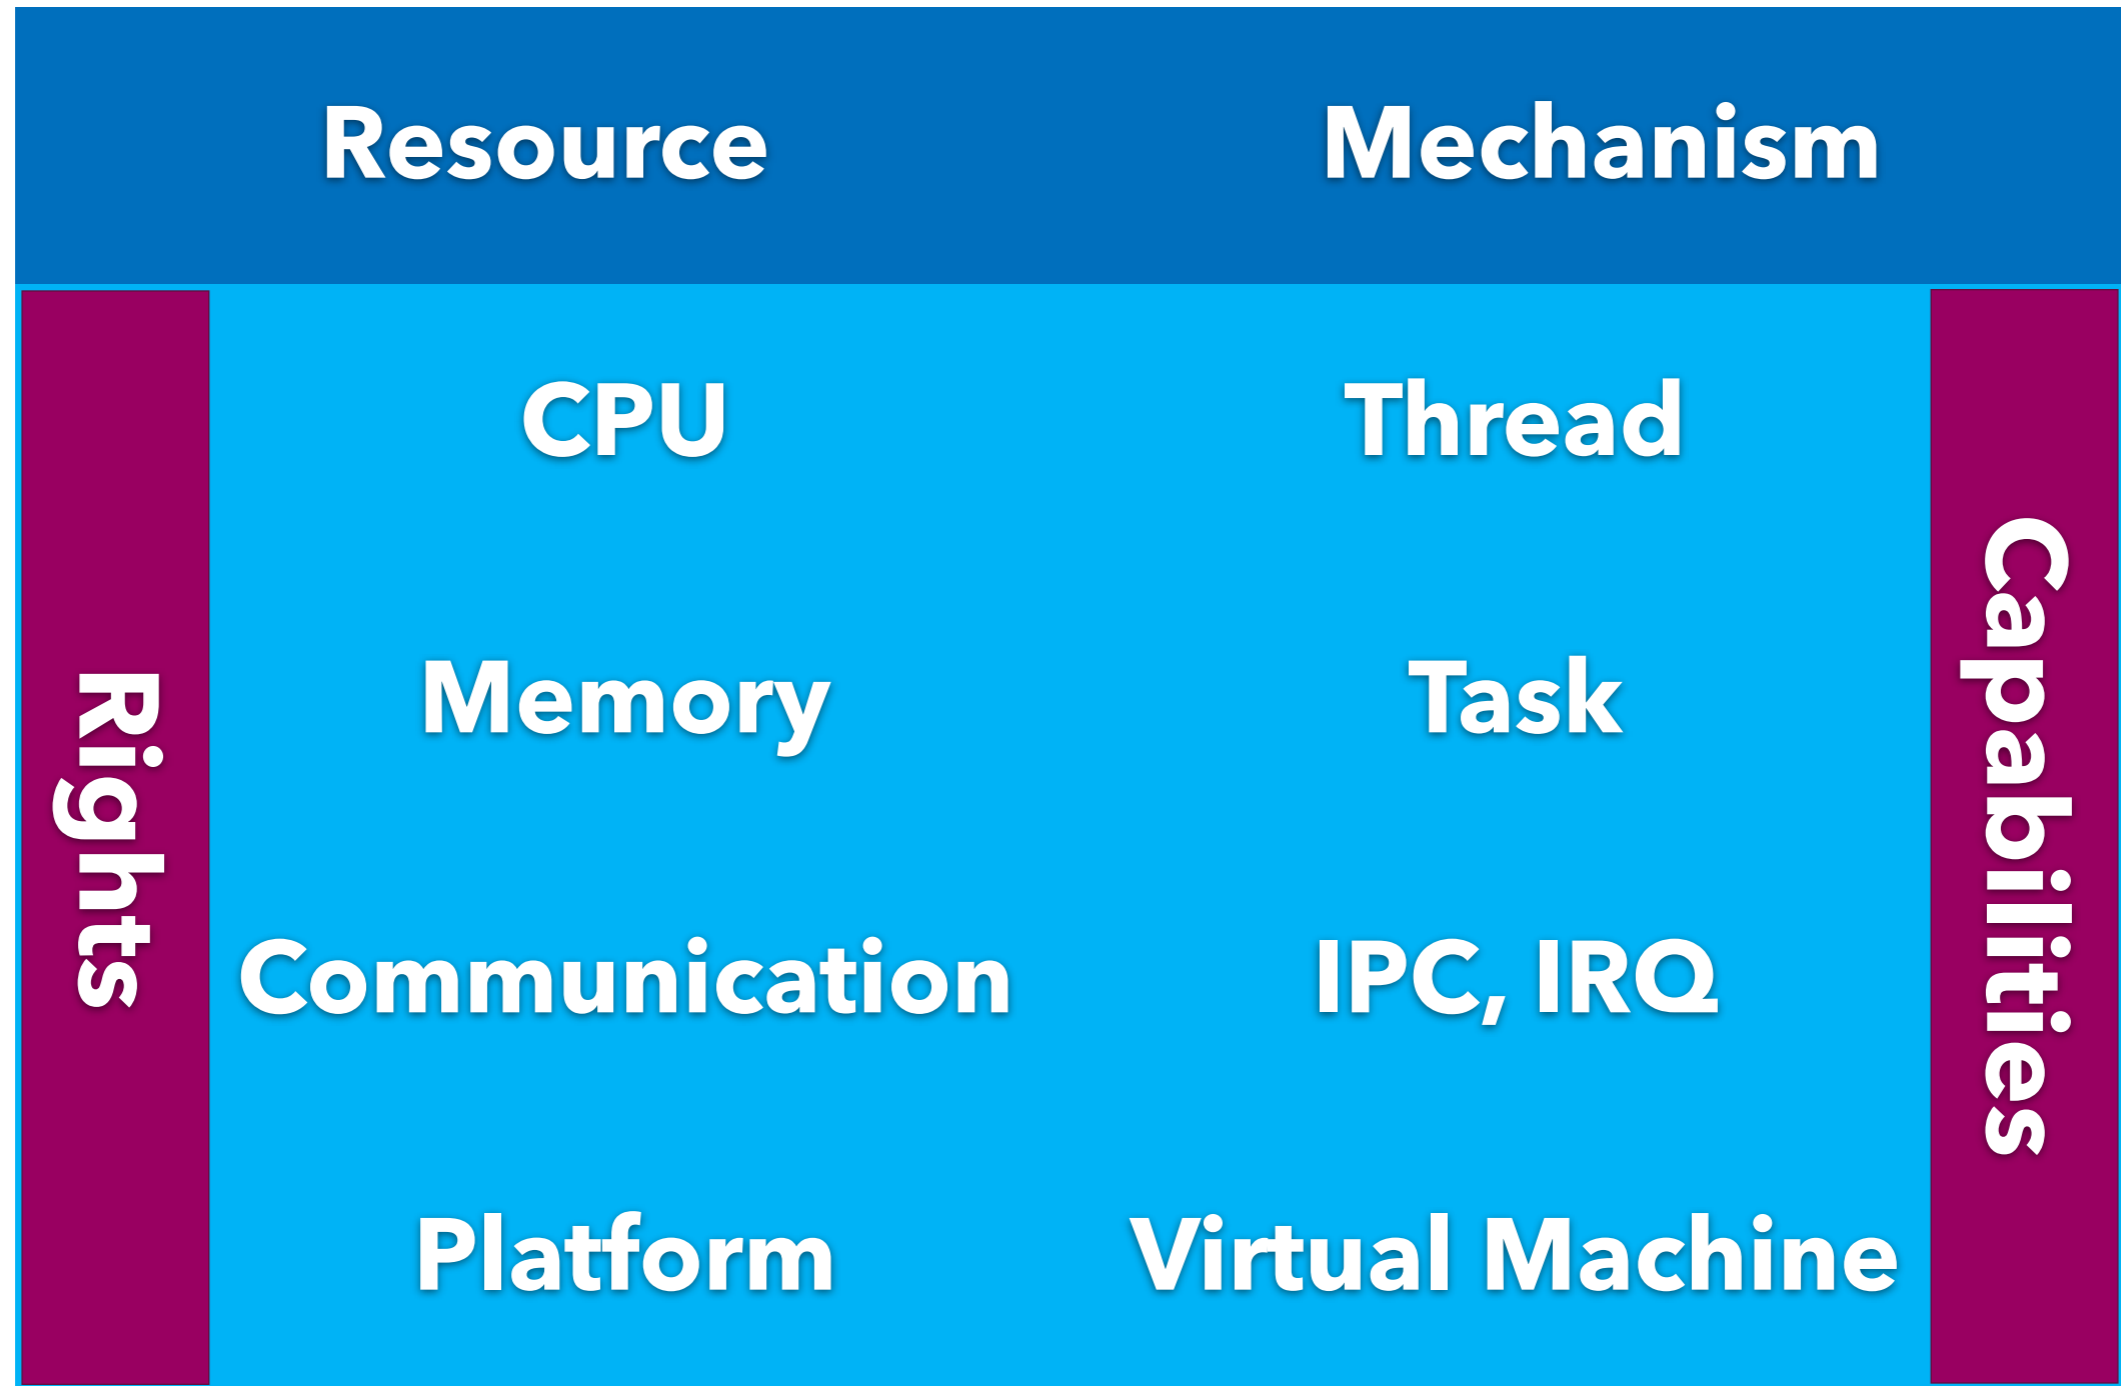 Resource Mechanism
Rights
CPU Thread
Memory Task
Communication IPC, IRQ
Platform Virtual Machine
Capabilities